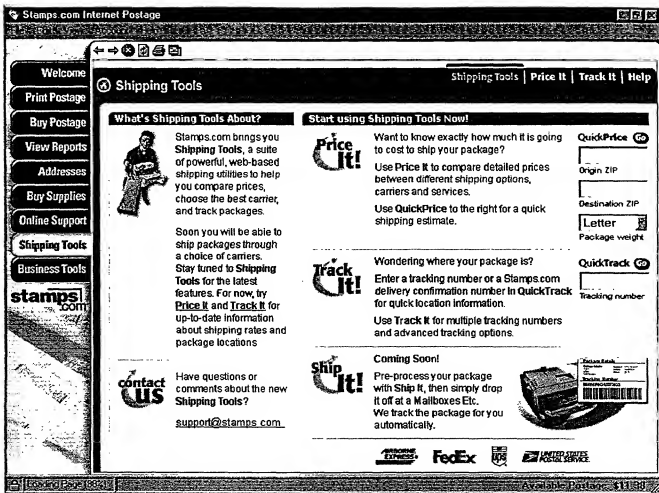 Stamps.com Internet Postage
Welcome
Print Postage
Buy Postage
View Reports
Addresses
Buy Supplies
Online Support
Shipping Tools
Business Tools
stamps
.com
Shipping Tools
Shipping Tools | Price It | Track It | Help
What's Shipping Tools About?
Stamps.com brings you
Shipping Tools, a suite
of powerful, web-based
shipping utilities to help
you compare prices,
choose the best carrier,
and track packages.
Soon you will be able to
ship packages through
a choice of carriers.
Stay tuned to Shipping
Tools for the latest
features. For now, try
Price It and Track It for
up-to-date information
about shipping rates and
package locations
contact
us
Have questions or
comments about the new
Shipping Tools?
support@stamps.com
Start using Shipping Tools Now!
Price
It!
Want to know exactly how much it is going
to cost to ship your package?
Use Price It to compare detailed prices
between different shipping options,
carriers and services.
Use QuickPrice to the right for a quick
shipping estimate.
QuickPrice GO
Origin ZIP
Destination ZIP
Letter
Package weight
Track
It!
Wondering where your package is?
Enter a tracking number or a Stamps.com
delivery confirmation number in QuickTrack
for quick location information.
Use Track It for multiple tracking numbers
and advanced tracking options.
QuickTrack GO
Tracking number
Ship
It!
Coming Soon!
Pre-process your package
with Ship It, then simply drop
it off at a Mailboxes Etc.
We track the package for you
automatically.
Package Details
Tracking Number
AIRBORNE
EXPRESS
FedEx
ups
UNITED STATES
POSTAL SERVICE
Available Postage: $11.98